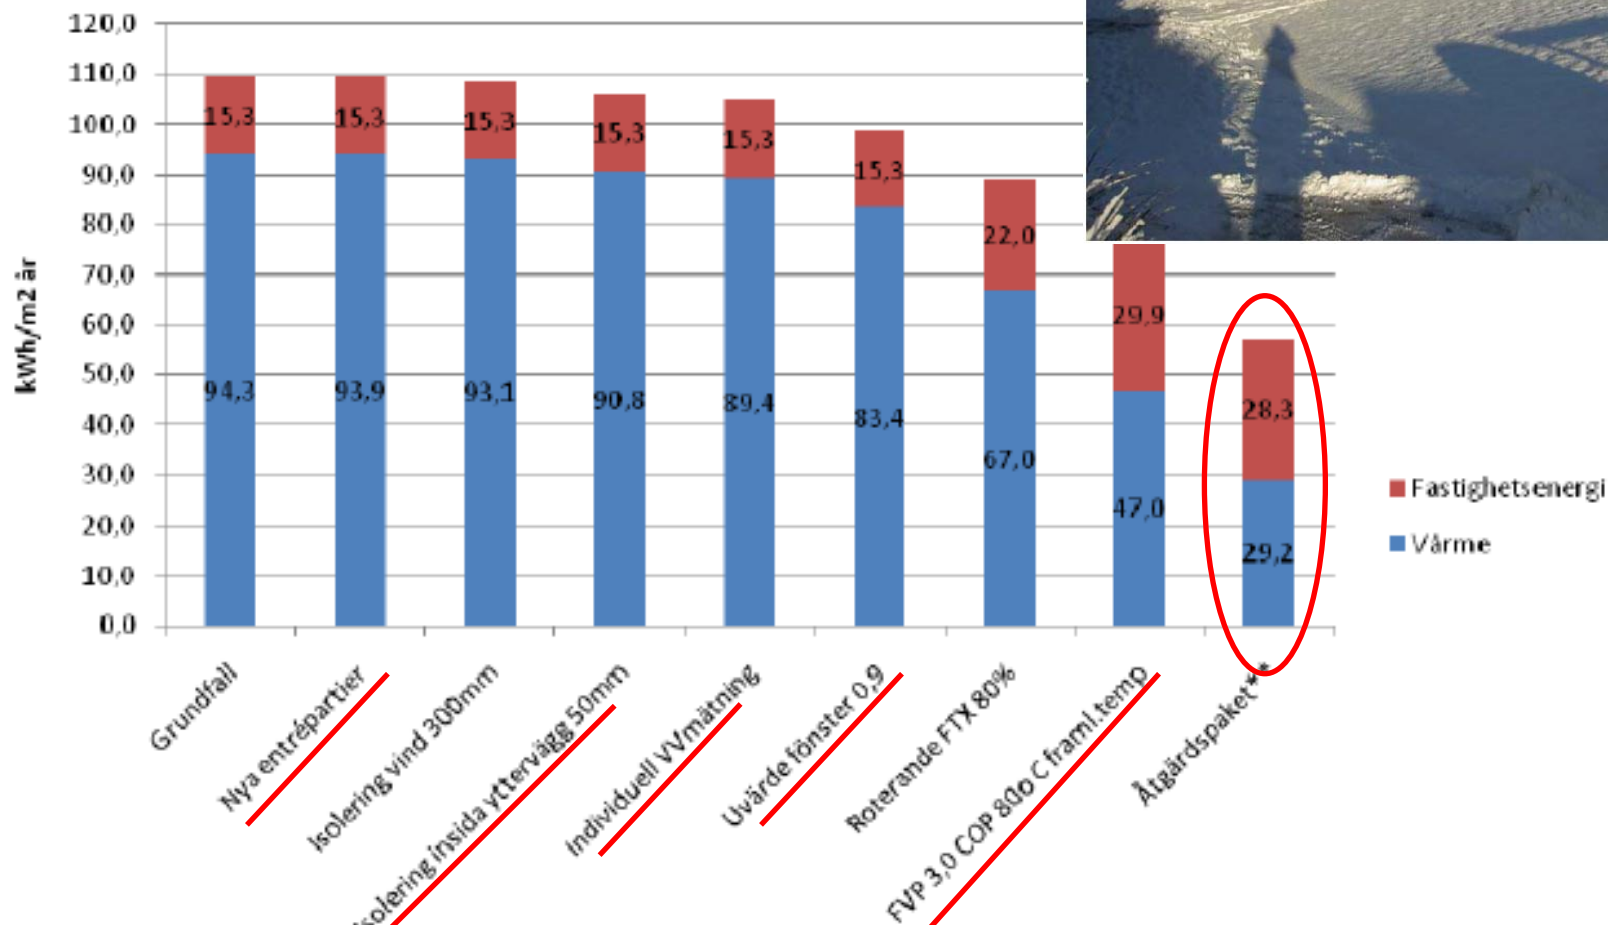 120,0
110,0
100,0
90,0
80,0
70,0
60,0
50,0
40,0
30,0
20,0
10,0
0,0
kWh/m2 år
15,3
15,3
15,3
15,3
15,3
15,3
22,0
29,9
28,3
94,3
93,9
93,1
90,8
89,4
83,4
67,0
47,0
29,2
Grundfall
Nya entrépartier
Isolering vind 300mm
Isolering insida yttervägg 50mm
Individuell VVmätning
Uvärde fönster 0,9
Roterande FTX 80%
FVP 3,0 COP 80o C framl.temp
Åtgärdspaket**
Fastighetsenergi
Värme